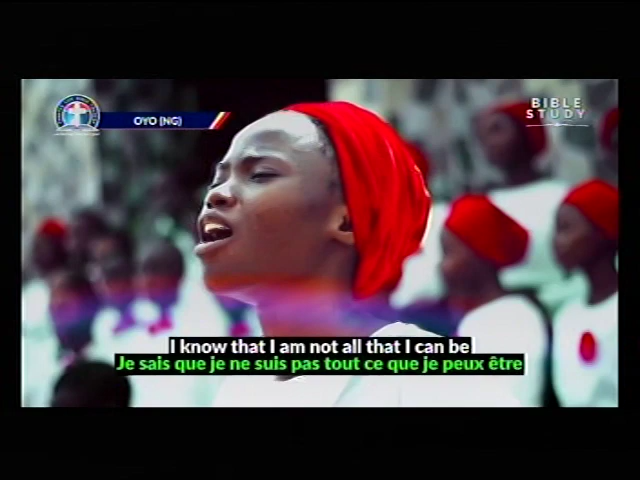 OYO (NG)
BIBLE
STUDY
I know that I am not all that I can be
Je sais que je ne suis pas tout ce que je peux être